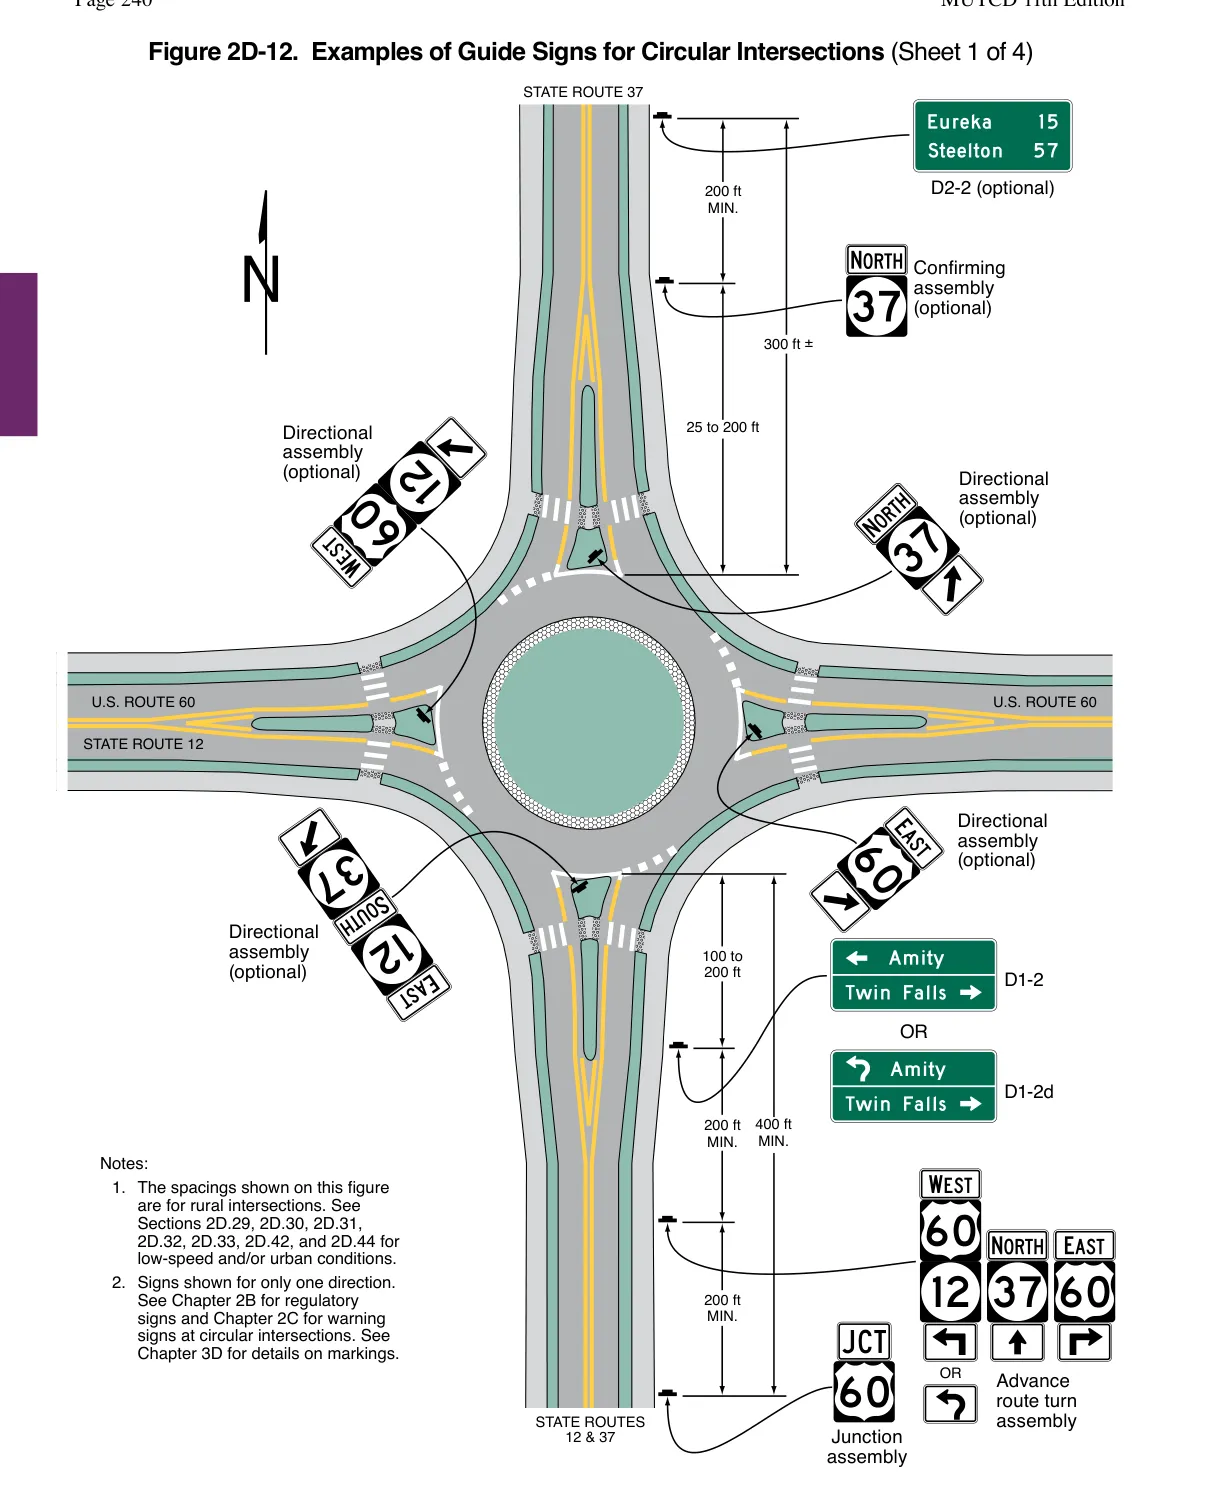 Page 240
MUTCD 11th Edition
Figure 2D-12. Examples of Guide Signs for Circular Intersections (Sheet 1 of 4)
STATE ROUTE 37
Eureka 15
Steelton 57
D2-2 (optional)
200 ft
MIN.
N
NORTH
37
Confirming
assembly
(optional)
300 ft ±
25 to 200 ft
Directional
assembly
(optional)
12
60
WEST
Directional
assembly
(optional)
NORTH
37
U.S. ROUTE 60
STATE ROUTE 12
U.S. ROUTE 60
37
SOUTH
12
EAST
Directional
assembly
(optional)
EAST
60
Directional
assembly
(optional)
100 to
200 ft
Amity
Twin Falls
D1-2
OR
Amity
Twin Falls
D1-2d
200 ft
MIN.
400 ft
MIN.
Notes:
1. The spacings shown on this figure
are for rural intersections. See
Sections 2D.29, 2D.30, 2D.31,
2D.32, 2D.33, 2D.42, and 2D.44 for
low-speed and/or urban conditions.
2. Signs shown for only one direction.
See Chapter 2B for regulatory
signs and Chapter 2C for warning
signs at circular intersections. See
Chapter 3D for details on markings.
WEST
60
12
NORTH
37
EAST
60
OR
Advance
route turn
assembly
200 ft
MIN.
JCT
60
Junction
assembly
STATE ROUTES
12 & 37